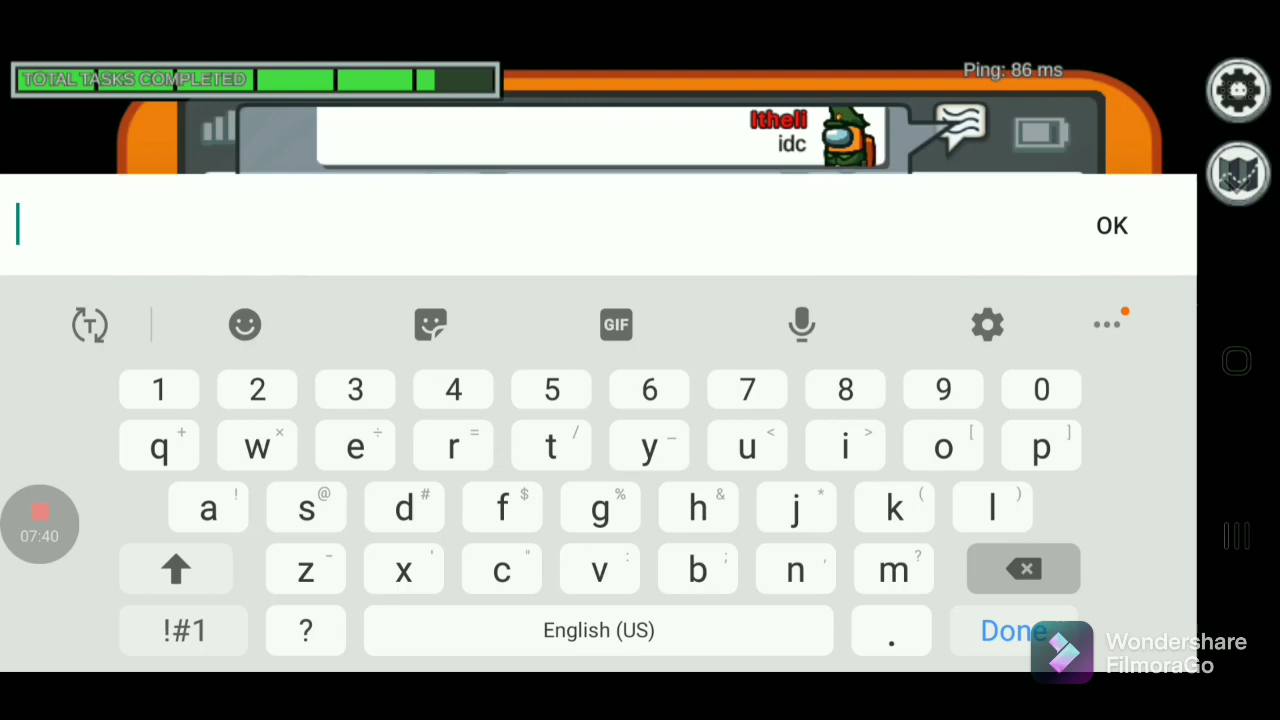 TOTAL TASKS COMPLETED
Ping: 86 ms
Itheli
idc
OK
T
GIF
1 2 3 4 5 6 7 8 9 0
q + w × e ÷ r = t / y _ u < i > o [ p ]
a ! s @ d # f $ g % h & j * k ( l )
z - x ' c " v : b ; n , m ?
07:40
!#1 ? English (US) . Done
Wondershare
FilmoraGo